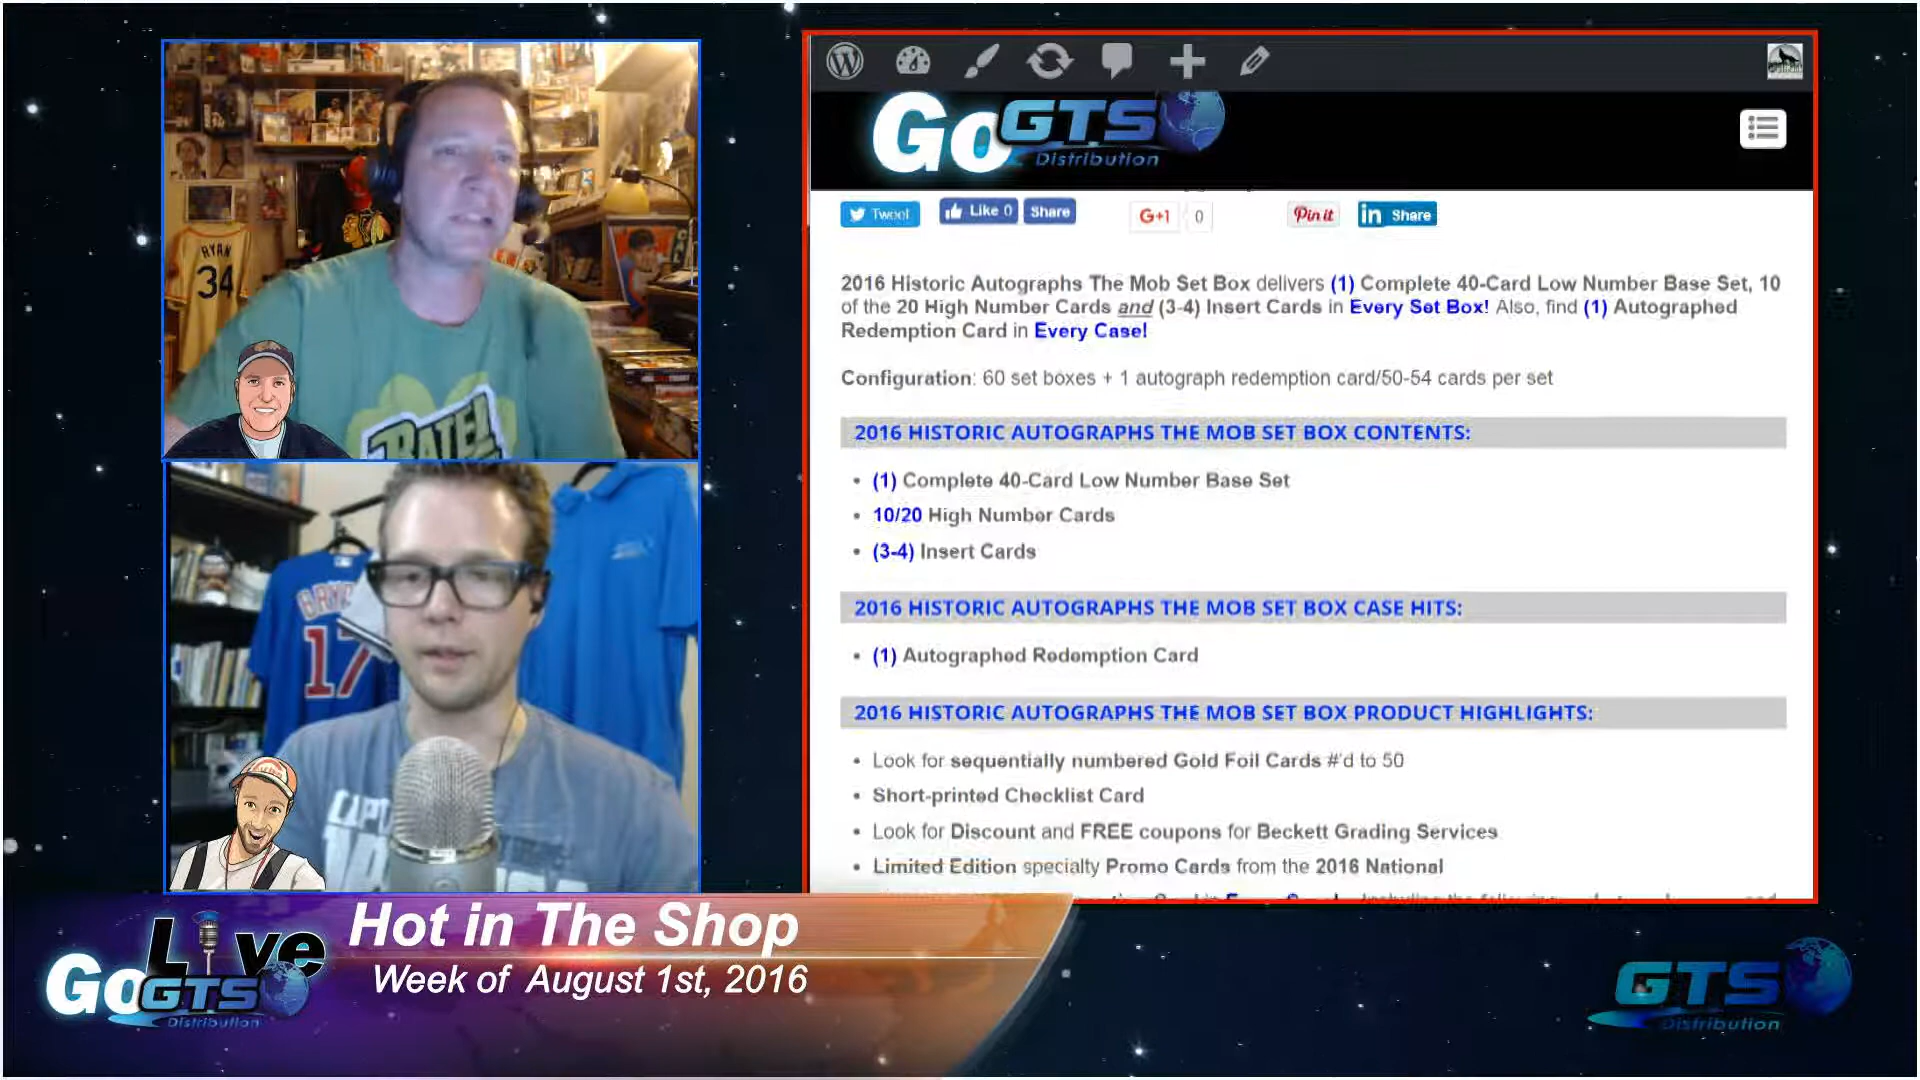 RYAN
34
17
GoGTS
Distribution
Tweet
Like 0
Share
G+1
0
Pin it
in Share
2016 Historic Autographs The Mob Set Box delivers (1) Complete 40-Card Low Number Base Set, 10
of the 20 High Number Cards and (3-4) Insert Cards in Every Set Box! Also, find (1) Autographed
Redemption Card in Every Case!
Configuration: 60 set boxes + 1 autograph redemption card/50-54 cards per set
2016 HISTORIC AUTOGRAPHS THE MOB SET BOX CONTENTS:
• (1) Complete 40-Card Low Number Base Set
• 10/20 High Number Cards
• (3-4) Insert Cards
2016 HISTORIC AUTOGRAPHS THE MOB SET BOX CASE HITS:
• (1) Autographed Redemption Card
2016 HISTORIC AUTOGRAPHS THE MOB SET BOX PRODUCT HIGHLIGHTS:
• Look for sequentially numbered Gold Foil Cards #'d to 50
• Short-printed Checklist Card
• Look for Discount and FREE coupons for Beckett Grading Services
• Limited Edition specialty Promo Cards from the 2016 National
Live
GoGTS
Distribution
Hot in The Shop
Week of August 1st, 2016
GTS
Distribution